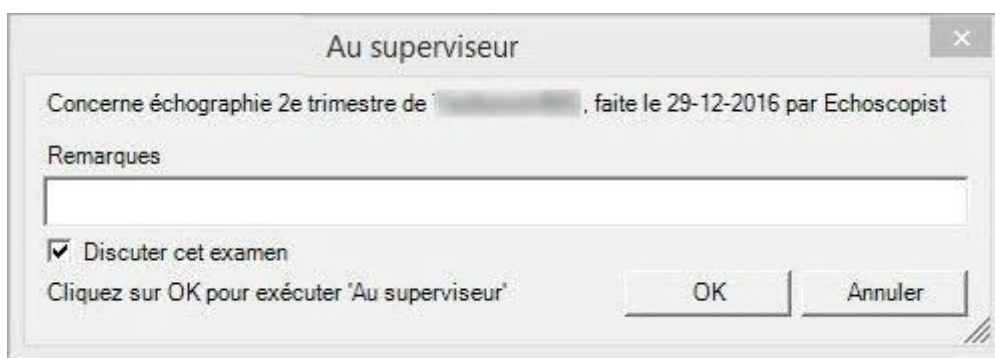 Au superviseur
Concerne échographie 2e trimestre de , faite le 29-12-2016 par Echoscopist
Remarques
Discuter cet examen
Cliquez sur OK pour exécuter 'Au superviseur'
OK
Annuler